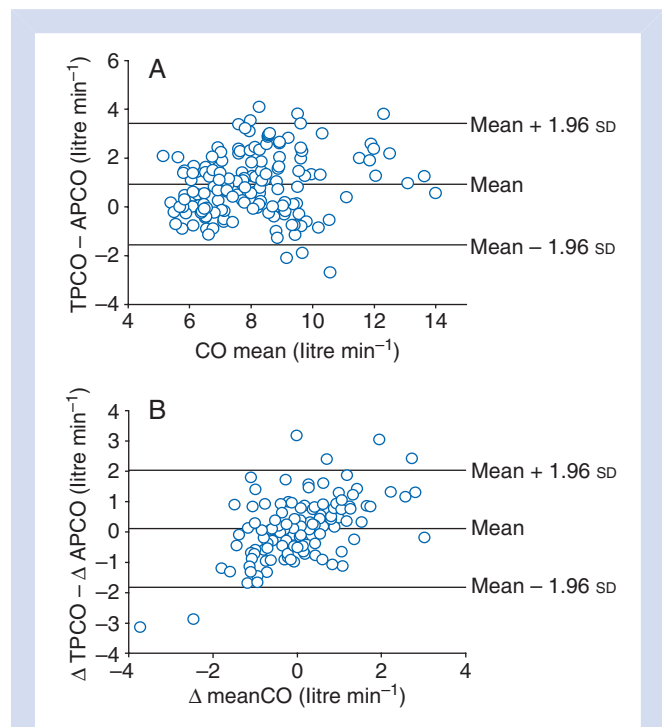 A
TPCO – APCO (litre min⁻¹)
6
4
2
0
–2
–4
Mean + 1.96 SD
Mean
Mean – 1.96 SD
4
6
8
10
12
14
CO mean (litre min⁻¹)
B
Δ TPCO – Δ APCO (litre min⁻¹)
4
3
2
1
0
–1
–2
–3
–4
Mean + 1.96 SD
Mean
Mean – 1.96 SD
–4
–2
0
2
4
Δ meanCO (litre min⁻¹)